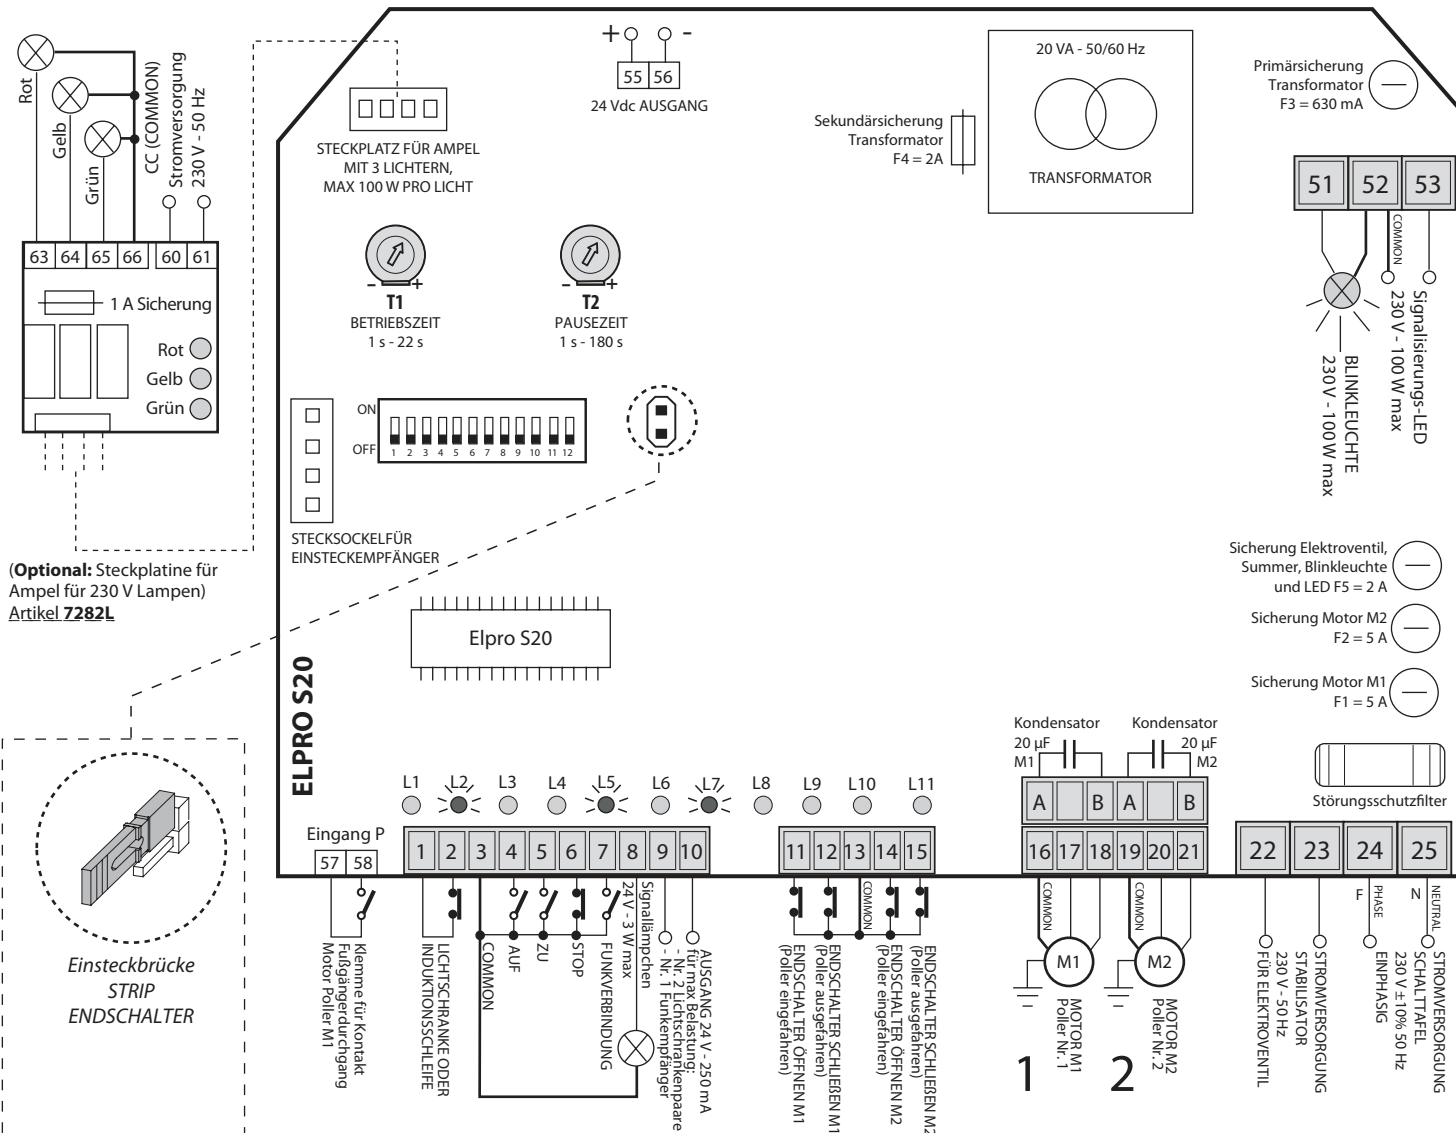 Rot
Gelb
Grün
CC (COMMON)
Stromversorgung
230 V - 50 Hz
63 64 65 66 60 61
1 A Sicherung
Rot
Gelb
Grün
(Optional: Steckplatine für
Ampel für 230 V Lampen)
Artikel 7282L
STECKPLATZ FÜR AMPEL
MIT 3 LICHTERN,
MAX 100 W PRO LICHT
+ -
55 56
24 Vdc AUSGANG
20 VA - 50/60 Hz
TRANSFORMATOR
Sekundärsicherung
Transformator
F4 = 2A
Primärsicherung
Transformator
F3 = 630 mA
51 52 53
COMMON
BLINKLEUCHTE
230V - 100W max
Signalisierungs-LED
230 V - 100 W max
- +
T1
BETRIEBSZEIT
1 s - 22 s
- +
T2
PAUSEZEIT
1 s - 180 s
ON
OFF
1 2 3 4 5 6 7 8 9 10 11 12
STECKSOCKELFÜR
EINSTECKEMPFÄNGER
Elpro S20
ELPRO S20
Sicherung Elektroventil,
Summer, Blinkleuchte
und LED F5 = 2 A
Sicherung Motor M2
F2 = 5 A
Sicherung Motor M1
F1 = 5 A
Störungsschutzfilter
Einsteckbrücke
STRIP
ENDSCHALTER
Kondensator
20 µF
M1
Kondensator
20 µF
M2
A B A B
L1 L2 L3 L4 L5 L6 L7 L8 L9 L10 L11
Eingang P
57 58
1 2 3 4 5 6 7 8 9 10
11 12 13 14 15
16 17 18 19 20 21
22 23 24 25
Klemme für Kontakt
Fußgängerdurchgang
Motor Poller M1
LICHTSCHRANKE ODER
INDUKTIONSSCHLEIFE
COMMON
AUF
ZU
STOP
FUNKVERBINDUNG
Signallämpchen
24V - 3 W max
AUSGANG 24 V - 250 mA
für max Belastung:
- Nr. 2 Lichtschrankenpaare
- Nr. 1 Funkempfänger
ENDSCHALTER ÖFFNEN M1
(Poller eingefahren)
ENDSCHALTER SCHLIEßEN M1
(Poller ausgefahren)
COMMON
ENDSCHALTER ÖFFNEN M2
(Poller eingefahren)
ENDSCHALTER SCHLIEßEN M2
(Poller ausgefahren)
COMMON
M1
MOTOR M1
Poller Nr. 1
1
COMMON
M2
MOTOR M2
Poller Nr. 2
2
230 V - 50 Hz
FÜR ELEKTROVENTIL
STROMVERSORGUNG
STABILISATOR
F
PHASE
N
NEUTRAL
STROMVERSORGUNG
SCHALTTAFEL
230 V ±10% 50 Hz
EINPHASIG